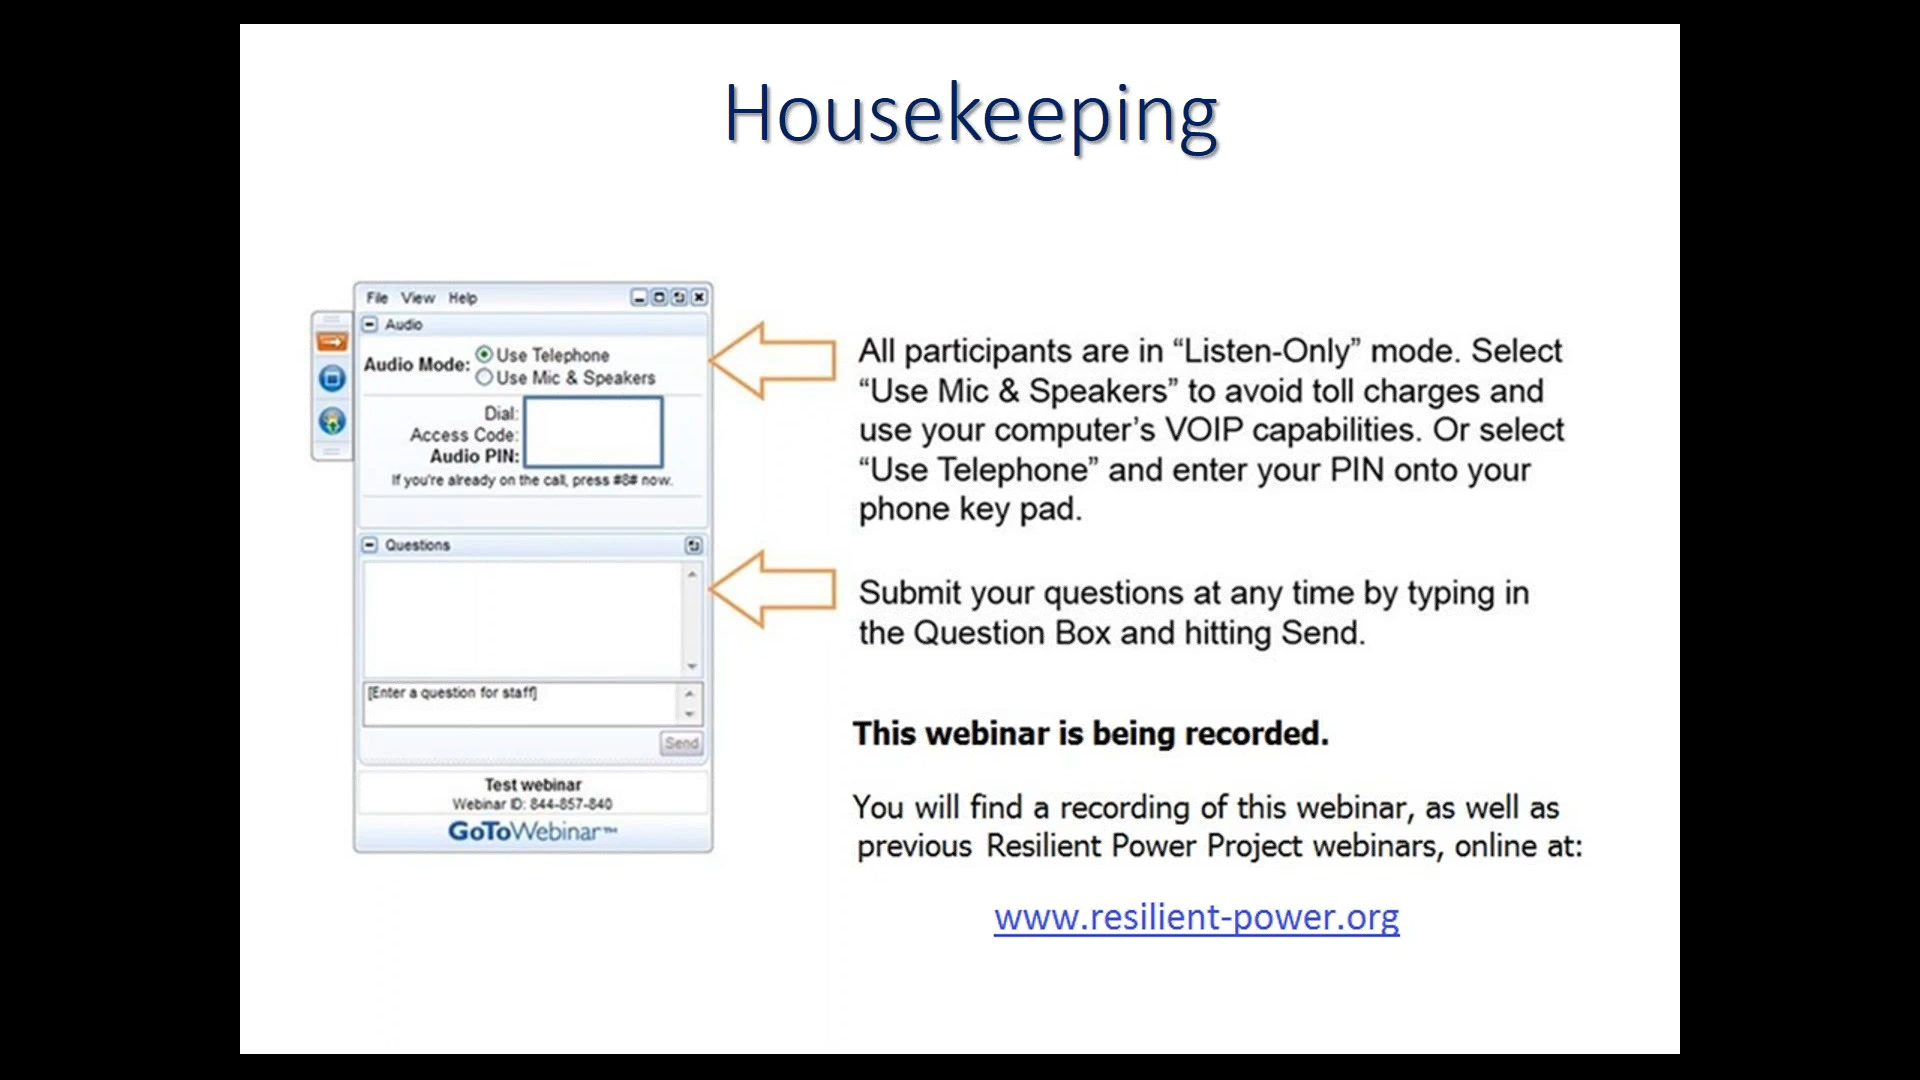 Housekeeping
File View Help
Audio
Audio Mode: Use Telephone
Use Mic & Speakers
Dial:
Access Code:
Audio PIN:
If you're already on the call, press #8# now.
Questions
[Enter a question for staff]
Send
Test webinar
Webinar ID: 844-857-840
GoToWebinar™
All participants are in “Listen-Only” mode. Select
“Use Mic & Speakers” to avoid toll charges and
use your computer’s VOIP capabilities. Or select
“Use Telephone” and enter your PIN onto your
phone key pad.
Submit your questions at any time by typing in
the Question Box and hitting Send.
This webinar is being recorded.
You will find a recording of this webinar, as well as
previous Resilient Power Project webinars, online at:
www.resilient-power.org